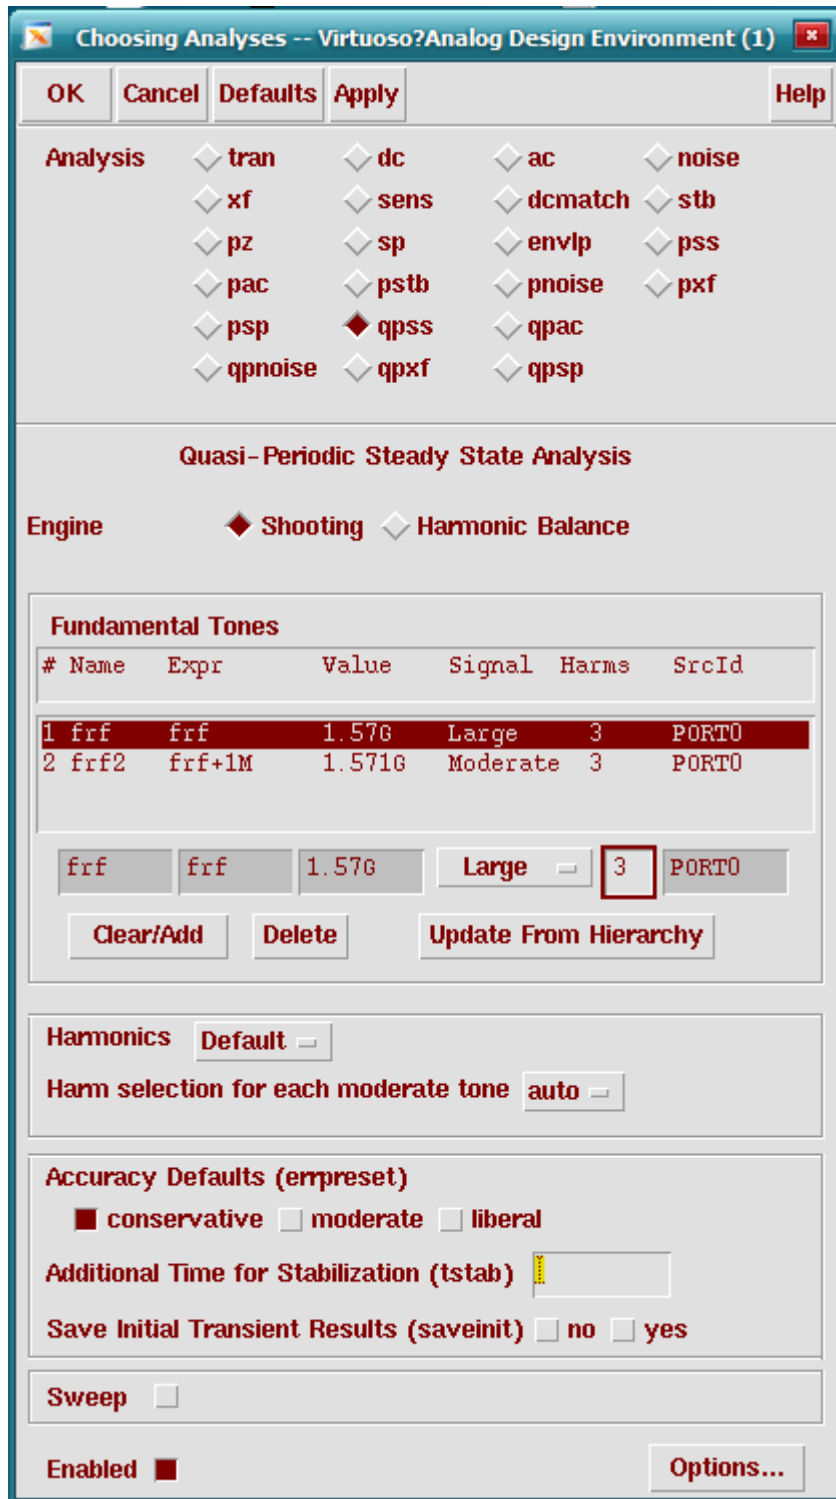 Choosing Analyses -- Virtuoso?Analog Design Environment (1)
OK Cancel Defaults Apply Help
Analysis tran dc ac noise
xf sens dcmatch stb
pz sp envlp pss
pac pstb pnoise pxf
psp qpss qpac
qpnoise qpxf qpsp
Quasi-Periodic Steady State Analysis
Engine Shooting Harmonic Balance
Fundamental Tones
# Name Expr Value Signal Harms SrcId
1 frf frf 1.57G Large 3 PORT0
2 frf2 frf+1M 1.571G Moderate 3 PORT0
frf frf 1.57G Large 3 PORT0
Clear/Add Delete Update From Hierarchy
Harmonics Default
Harm selection for each moderate tone auto
Accuracy Defaults (errpreset)
conservative moderate liberal
Additional Time for Stabilization (tstab)
Save Initial Transient Results (saveinit) no yes
Sweep
Enabled Options...